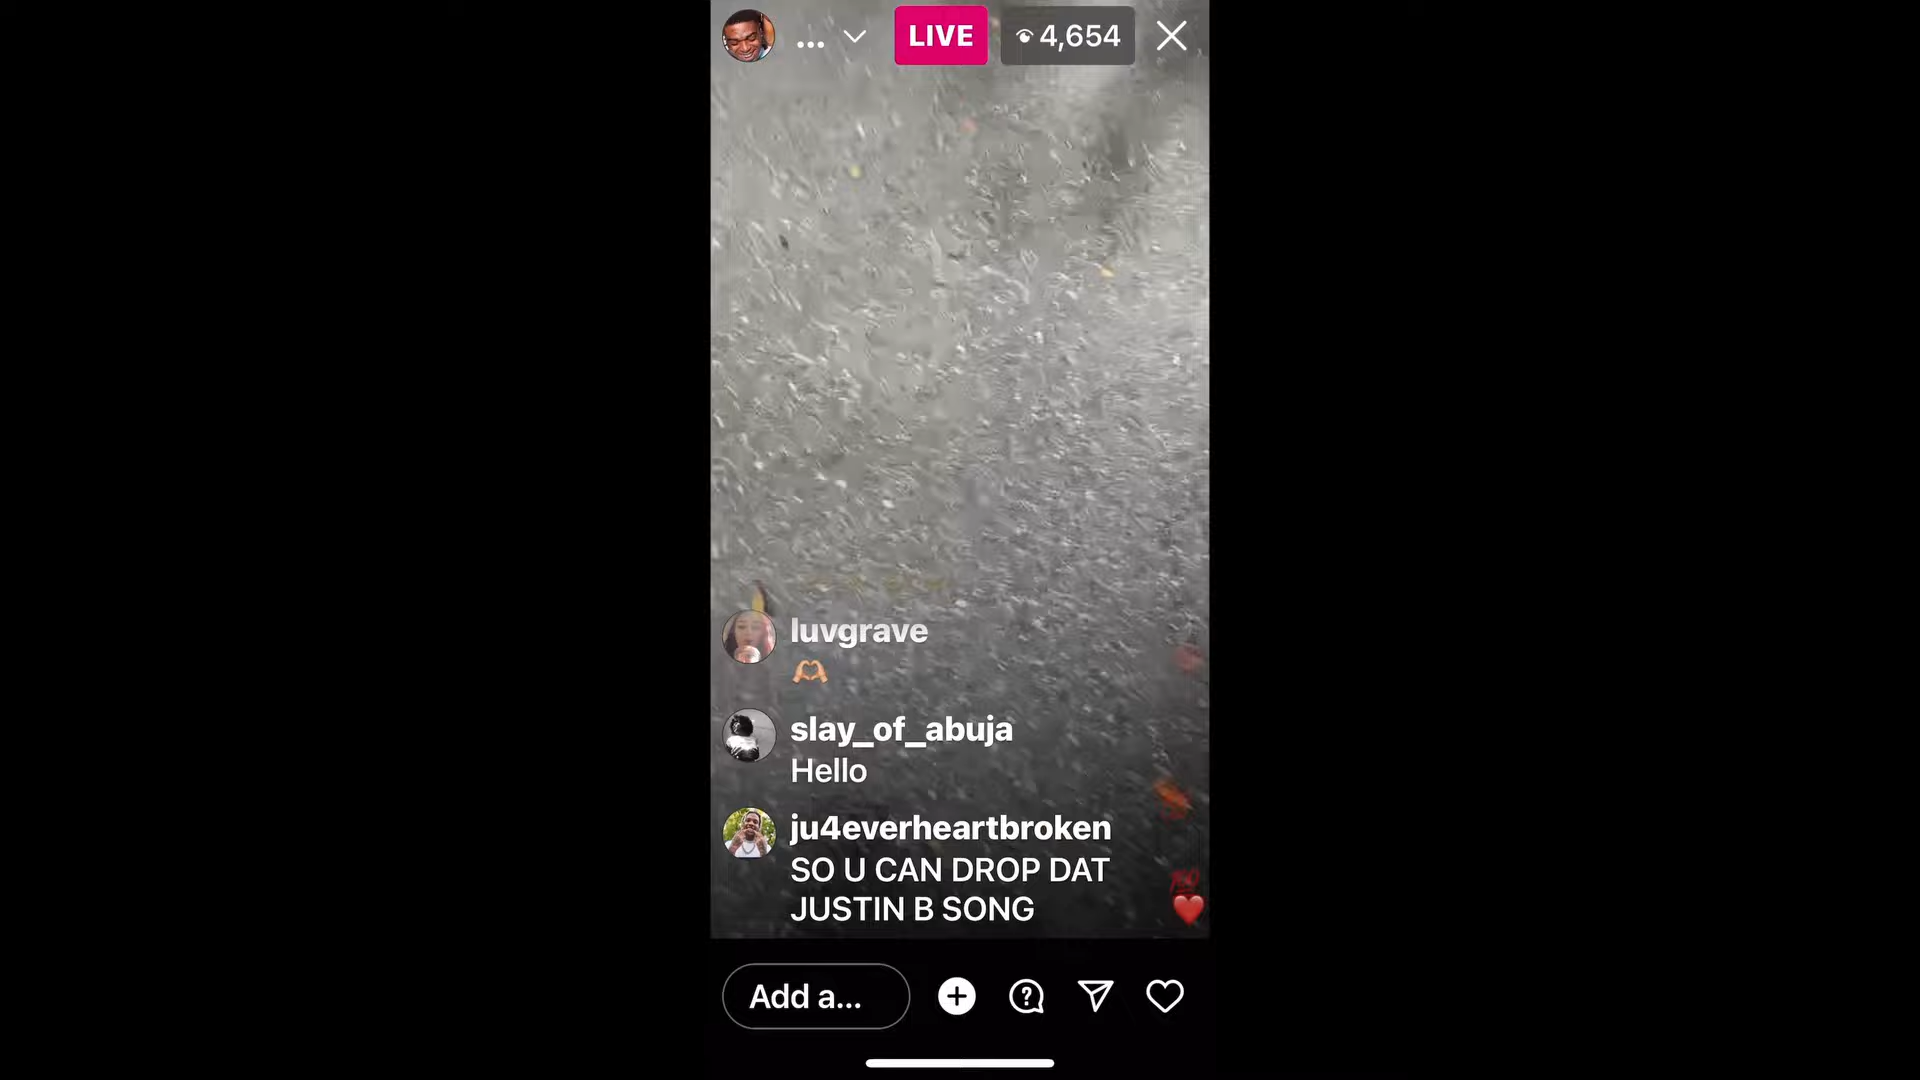 ... LIVE 4,654
luvgrave
🫶🏼
slay_of_abuja
Hello
ju4everheartbroken
SO U CAN DROP DAT
JUSTIN B SONG
Add a...